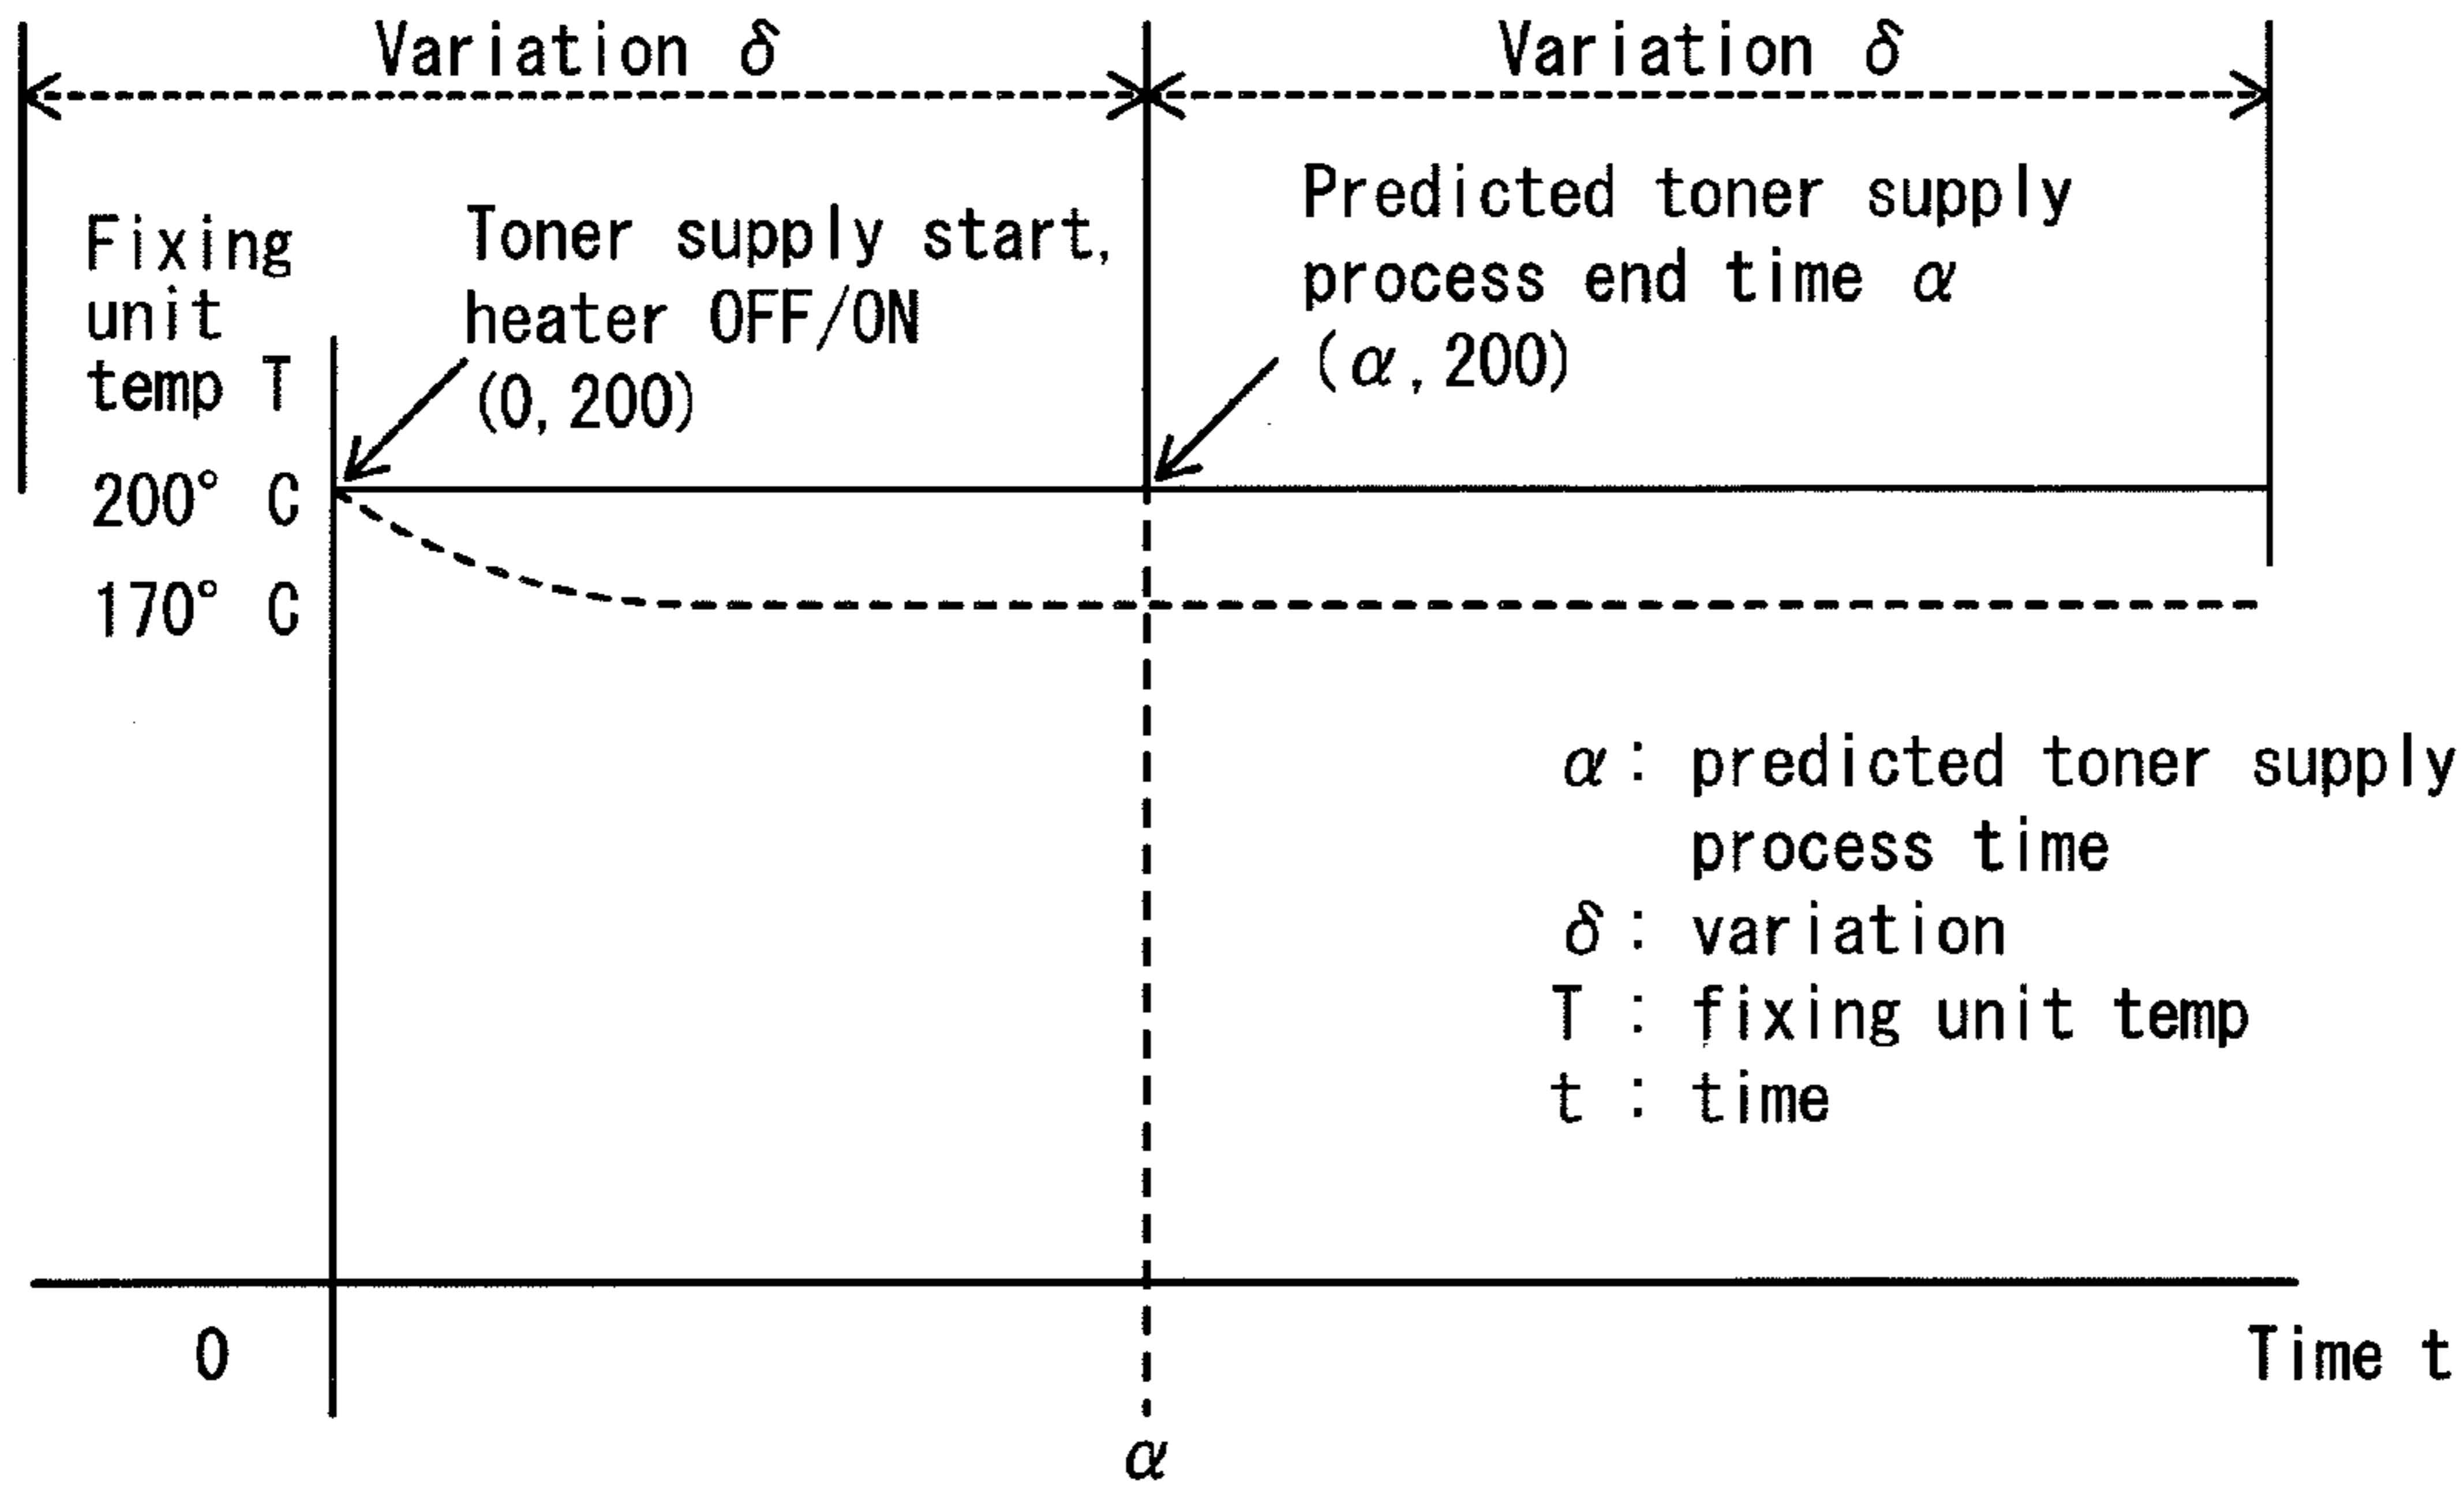 Variation δ
Variation δ
Fixing
unit
temp T
Toner supply start,
heater OFF/ON
(0, 200)
Predicted toner supply
process end time α
(α, 200)
200° C
170° C
α : predicted toner supply
process time
δ : variation
T : fixing unit temp
t : time
0
Time t
α